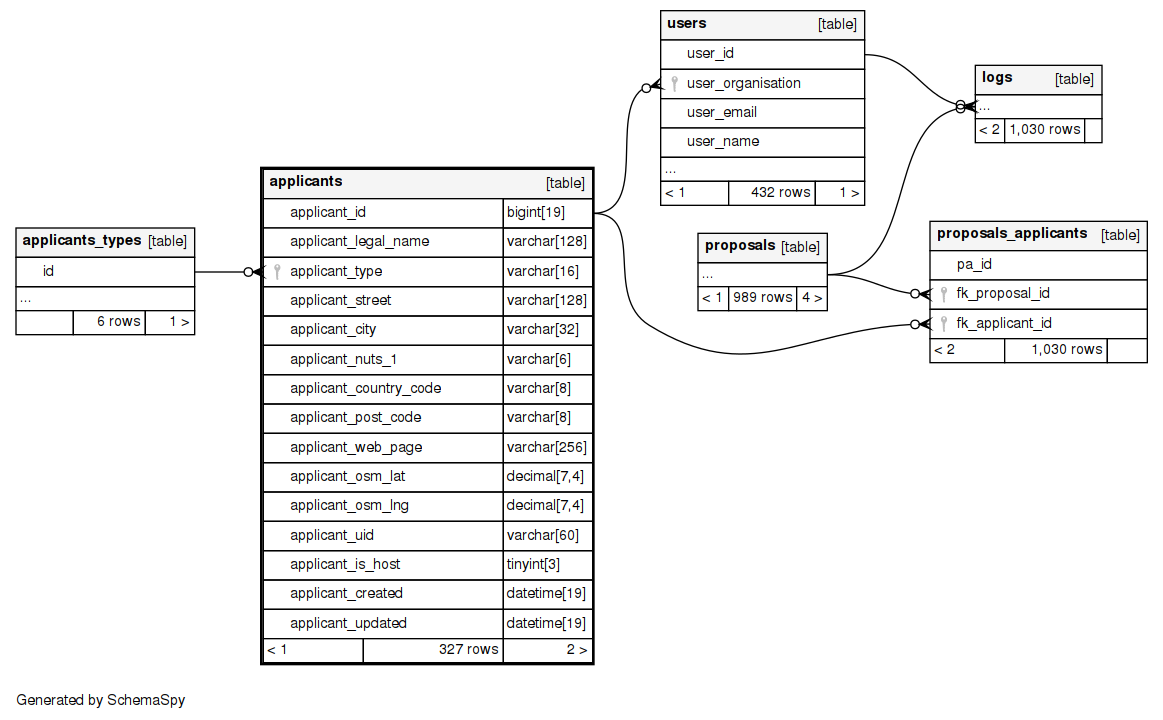 users [table]
user_id
user_organisation
user_email
user_name
...
< 1 432 rows 1 >
logs [table]
...
< 2 1,030 rows
applicants [table]
applicant_id bigint[19]
applicant_legal_name varchar[128]
applicant_type varchar[16]
applicant_street varchar[128]
applicant_city varchar[32]
applicant_nuts_1 varchar[6]
applicant_country_code varchar[8]
applicant_post_code varchar[8]
applicant_web_page varchar[256]
applicant_osm_lat decimal[7,4]
applicant_osm_lng decimal[7,4]
applicant_uid varchar[60]
applicant_is_host tinyint[3]
applicant_created datetime[19]
applicant_updated datetime[19]
< 1 327 rows 2 >
applicants_types [table]
id
...
6 rows 1 >
proposals [table]
...
< 1 989 rows 4 >
proposals_applicants [table]
pa_id
fk_proposal_id
fk_applicant_id
< 2 1,030 rows
Generated by SchemaSpy